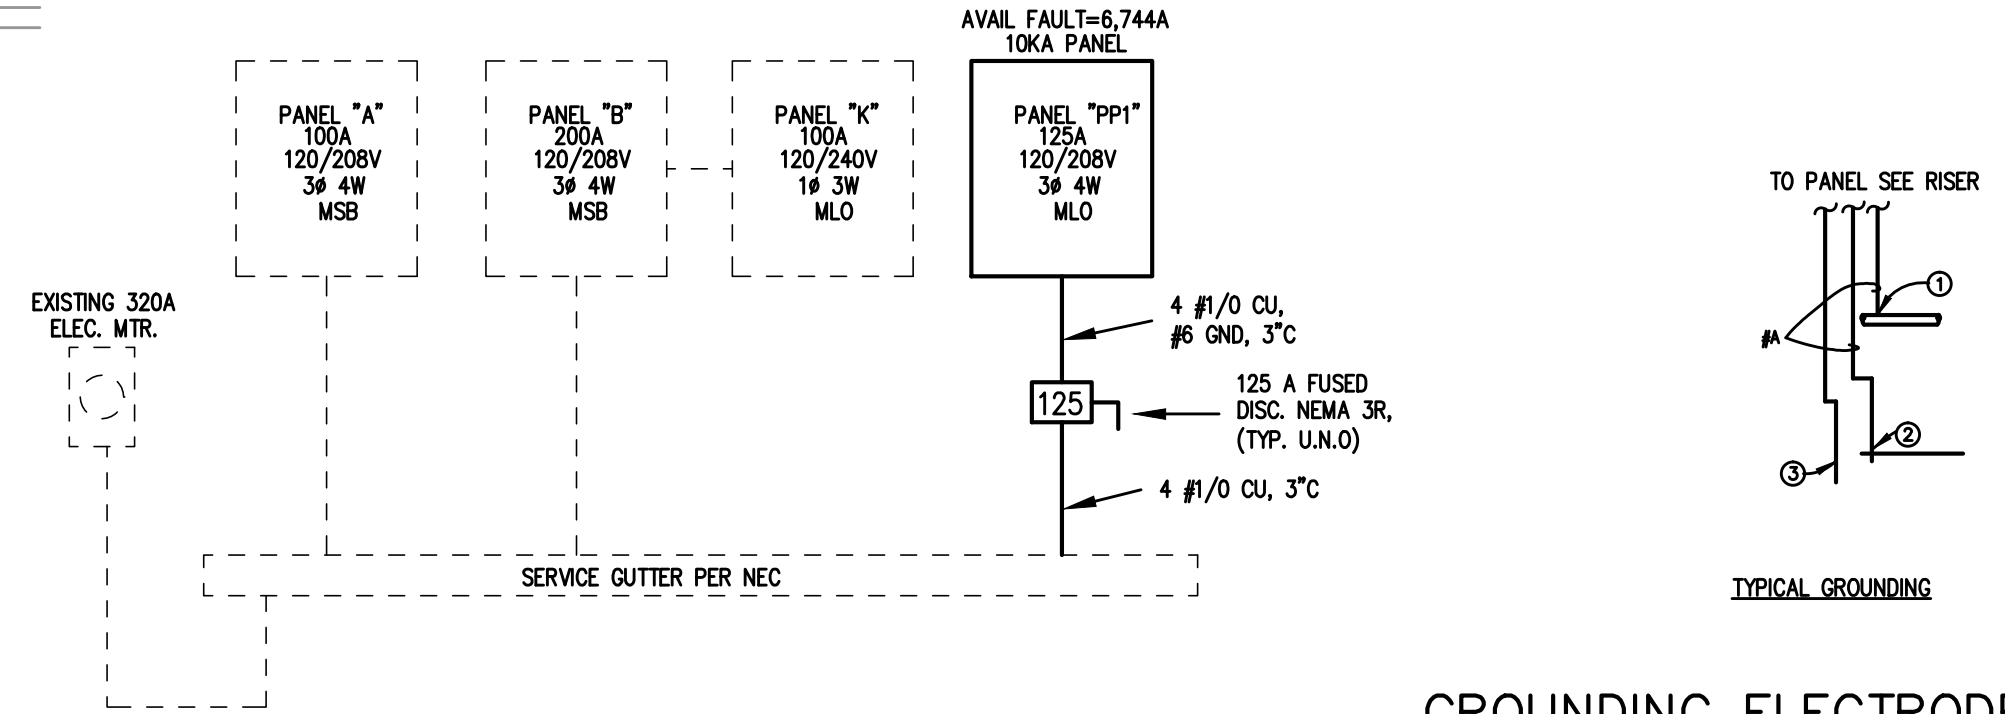 AVAIL FAULT=6,744A
10KA PANEL
PANEL "A"
100A
120/208V
3ø 4W
MSB
PANEL "B"
200A
120/208V
3ø 4W
MSB
PANEL "K"
100A
120/240V
1ø 3W
MLO
PANEL "PP1"
125A
120/208V
3ø 4W
MLO
TO PANEL SEE RISER
EXISTING 320A
ELEC. MTR.
4 #1/0 CU,
#6 GND, 3"C
1
#A
125
125 A FUSED
DISC. NEMA 3R,
(TYP. U.N.O)
2
3
4 #1/0 CU, 3"C
SERVICE GUTTER PER NEC
TYPICAL GROUNDING
GROUNDING ELECTRODE